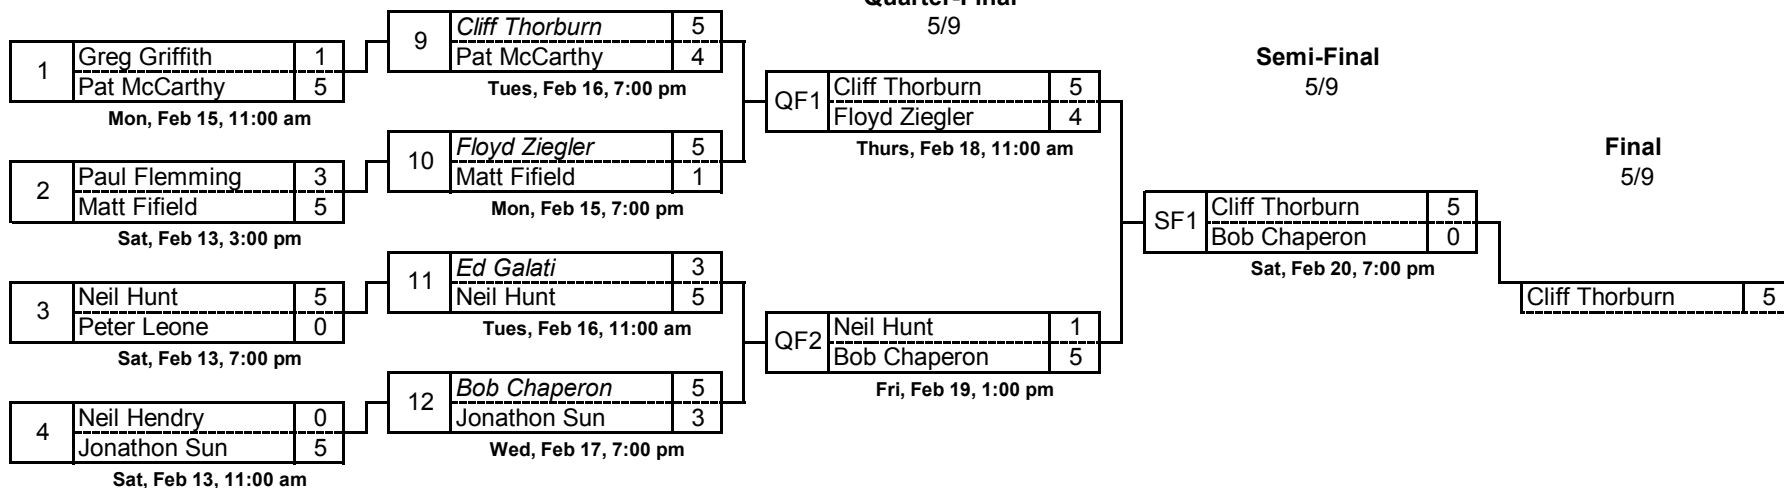 Quarter-Final
5/9
Semi-Final
5/9
Final
5/9
1
Greg Griffith 1
Pat McCarthy 5
Mon, Feb 15, 11:00 am
2
Paul Flemming 3
Matt Fifield 5
Sat, Feb 13, 3:00 pm
3
Neil Hunt 5
Peter Leone 0
Sat, Feb 13, 7:00 pm
4
Neil Hendry 0
Jonathon Sun 5
Sat, Feb 13, 11:00 am
9
Cliff Thorburn 5
Pat McCarthy 4
Tues, Feb 16, 7:00 pm
10
Floyd Ziegler 5
Matt Fifield 1
Mon, Feb 15, 7:00 pm
11
Ed Galati 3
Neil Hunt 5
Tues, Feb 16, 11:00 am
12
Bob Chaperon 5
Jonathon Sun 3
Wed, Feb 17, 7:00 pm
QF1
Cliff Thorburn 5
Floyd Ziegler 4
Thurs, Feb 18, 11:00 am
QF2
Neil Hunt 1
Bob Chaperon 5
Fri, Feb 19, 1:00 pm
SF1
Cliff Thorburn 5
Bob Chaperon 0
Sat, Feb 20, 7:00 pm
Cliff Thorburn 5